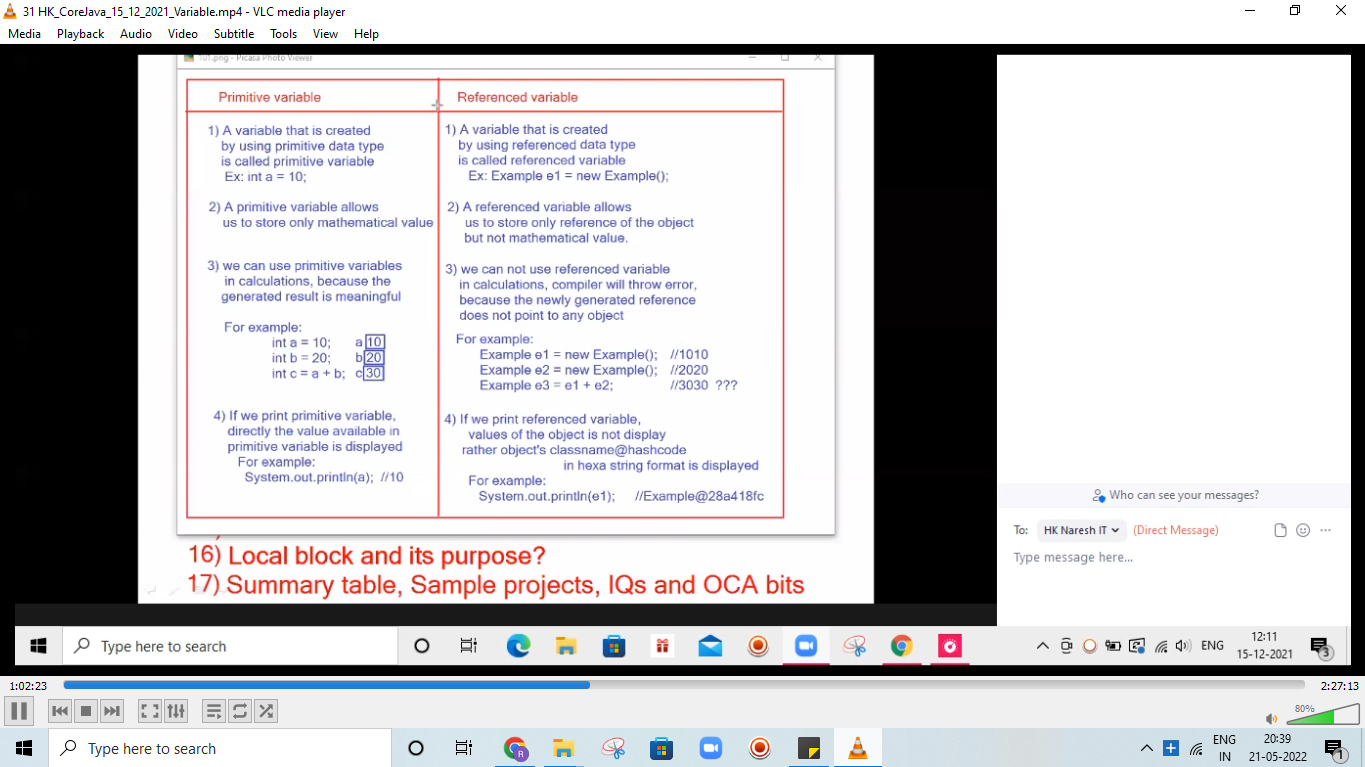 31 HK_CoreJava_15_12_2021_Variable.mp4 - VLC media player
Media Playback Audio Video Subtitle Tools View Help
101.png - Picasa Photo Viewer
Primitive variable
1) A variable that is created
by using primitive data type
is called primitive variable
Ex: int a = 10;
2) A primitive variable allows
us to store only mathematical value
3) we can use primitive variables
in calculations, because the
generated result is meaningful
For example:
int a = 10; a 10
int b = 20; b 20
int c = a + b; c 30
4) If we print primitive variable,
directly the value available in
primitive variable is displayed
For example:
System.out.println(a); //10
Referenced variable
1) A variable that is created
by using referenced data type
is called referenced variable
Ex: Example e1 = new Example();
2) A referenced variable allows
us to store only reference of the object
but not mathematical value.
3) we can not use referenced variable
in calculations, compiler will throw error,
because the newly generated reference
does not point to any object
For example:
Example e1 = new Example(); //1010
Example e2 = new Example(); //2020
Example e3 = e1 + e2; //3030 ???
4) If we print referenced variable,
values of the object is not display
rather object's classname@hashcode
in hexa string format is displayed
For example:
System.out.println(e1); //Example@28a418fc
16) Local block and its purpose?
17) Summary table, Sample projects, IQs and OCA bits
Who can see your messages?
To: HK Naresh IT (Direct Message)
Type message here...
Type here to search
ENG
12:11
15-12-2021
3
1:02:23
2:27:13
80%
Type here to search
R
ENG
IN
20:39
21-05-2022
1